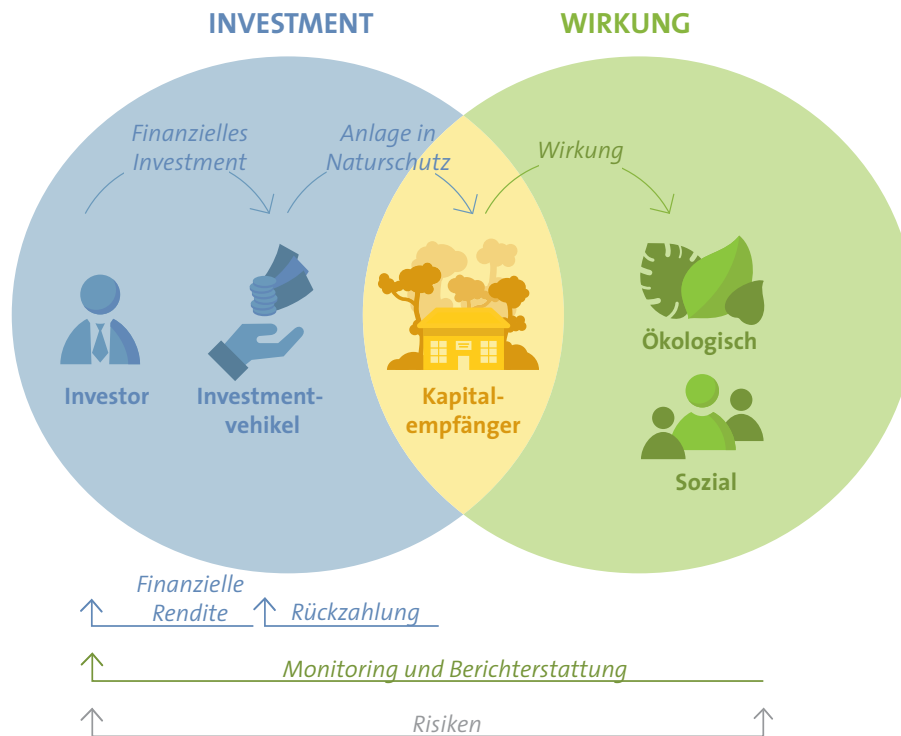 INVESTMENT
WIRKUNG
Finanzielles
Investment
Anlage in
Naturschutz
Wirkung
Investor
Investment-
vehikel
Kapital-
empfänger
Ökologisch
Sozial
Finanzielle
Rendite
Rückzahlung
Monitoring und Berichterstattung
Risiken